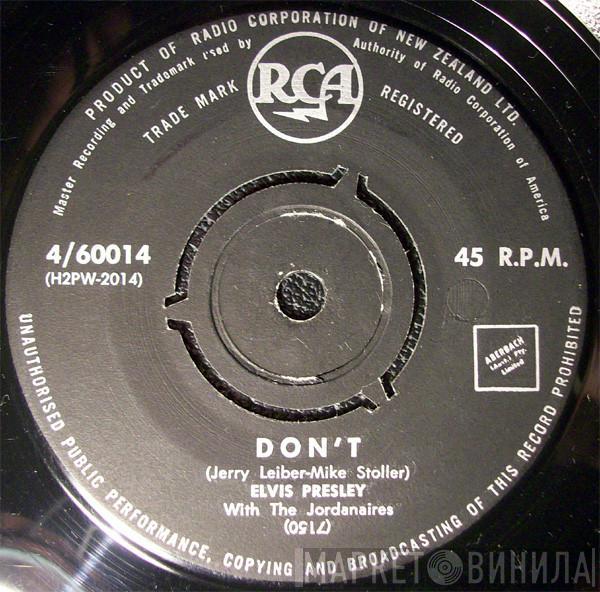 PRODUCT OF RADIO CORPORATION OF NEW ZEALAND LTD.
Master Recording and Trademark used by Authority of Radio Corporation of America
TRADE MARK REGISTERED
RCA
4/60014
(H2PW-2014)
45 R.P.M.
ABERBACH
(Aust.) Pty.
Limited
DON'T
(Jerry Leiber-Mike Stoller)
ELVIS PRESLEY
With The Jordanaires
(7150)
UNAUTHORISED PUBLIC PERFORMANCE, COPYING AND BROADCASTING OF THIS RECORD PROHIBITED
МАРКЕТ ВИНИЛА